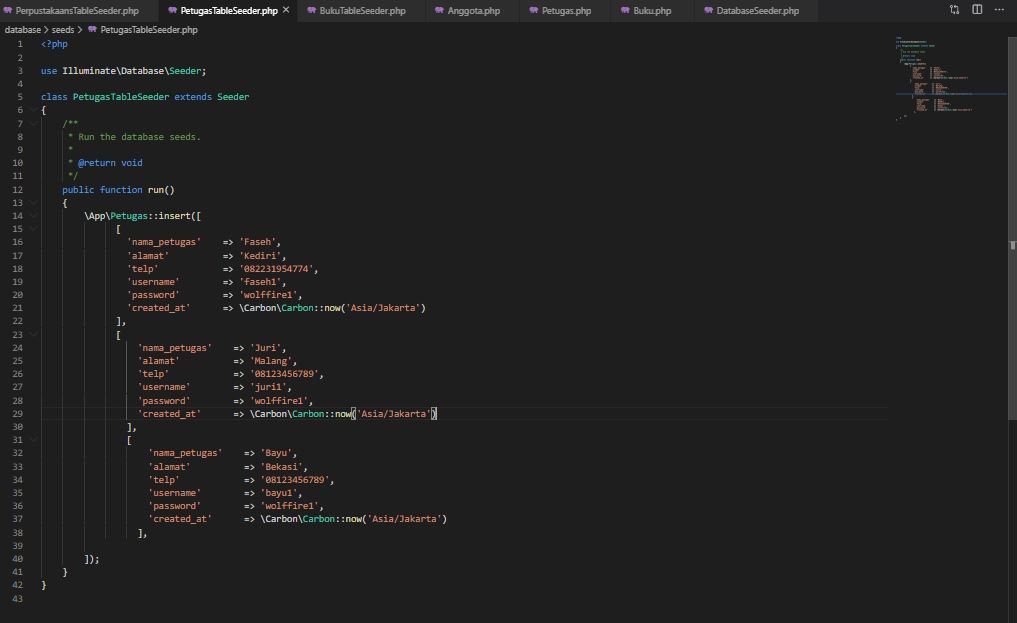 PerpustakaansTableSeeder.php PetugasTableSeeder.php × BukuTableSeeder.php Anggota.php Petugas.php Buku.php DatabaseSeeder.php
database > seeds > PetugasTableSeeder.php
1 <?php
2
3 use Illuminate\Database\Seeder;
4
5 class PetugasTableSeeder extends Seeder
6 {
7 /**
8 * Run the database seeds.
9 *
10 * @return void
11 */
12 public function run()
13 {
14 \App\Petugas::insert([
15 [
16 'nama_petugas' => 'Faseh',
17 'alamat' => 'Kediri',
18 'telp' => '082231954774',
19 'username' => 'faseh1',
20 'password' => 'wolffire1',
21 'created_at' => \Carbon\Carbon::now('Asia/Jakarta')
22 ],
23 [
24 'nama_petugas' => 'Juri',
25 'alamat' => 'Malang',
26 'telp' => '08123456789',
27 'username' => 'juri1',
28 'password' => 'wolffire1',
29 'created_at' => \Carbon\Carbon::now('Asia/Jakarta')
30 ],
31 [
32 'nama_petugas' => 'Bayu',
33 'alamat' => 'Bekasi',
34 'telp' => '08123456789',
35 'username' => 'bayu1',
36 'password' => 'wolffire1',
37 'created_at' => \Carbon\Carbon::now('Asia/Jakarta')
38 ],
39
40 ]);
41 }
42 }
43